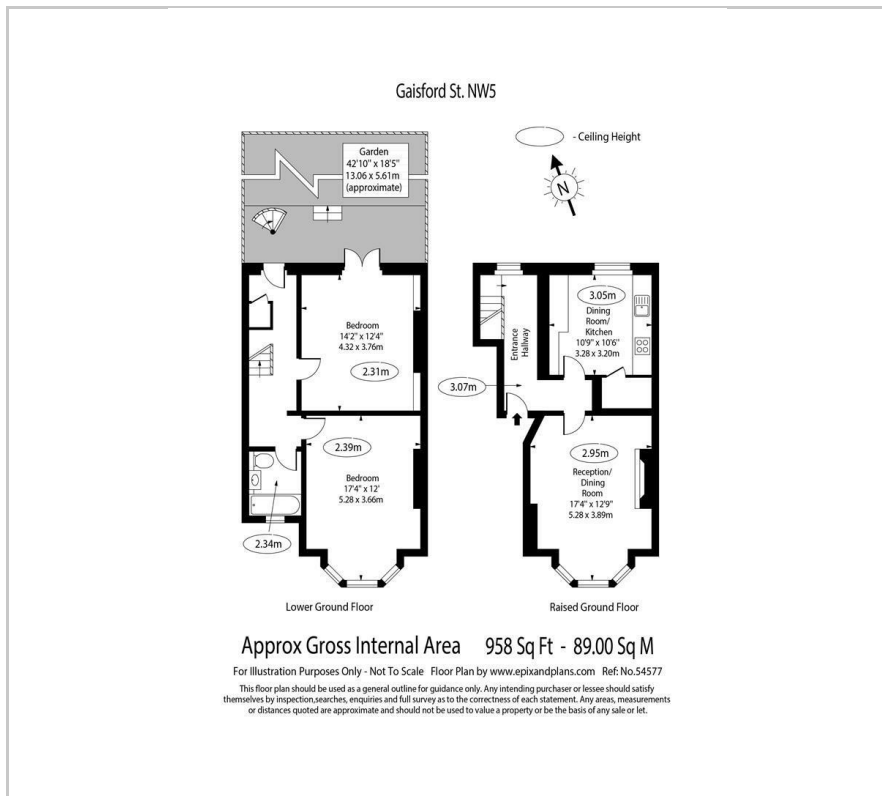 Gaisford St. NW5
- Ceiling Height
N
Garden
42'10" x 18'5"
13.06 x 5.61m
(approximate)
Bedroom
14'2" x 12'4"
4.32 x 3.76m
2.31m
2.39m
Bedroom
17'4" x 12'
5.28 x 3.66m
2.34m
Lower Ground Floor
Entrance
Hallway
3.07m
3.05m
Dining
Room/
Kitchen
10'9" x 10'6"
3.28 x 3.20m
2.95m
Reception/
Dining
Room
17'4" x 12'9"
5.28 x 3.89m
Raised Ground Floor
Approx Gross Internal Area 958 Sq Ft - 89.00 Sq M
For Illustration Purposes Only - Not To Scale Floor Plan by www.epixandplans.com Ref: No.54577
This floor plan should be used as a general outline for guidance only. Any intending purchaser or lessee should satisfy
themselves by inspection,searches, enquiries and full survey as to the correctness of each statement. Any areas, measurements
or distances quoted are approximate and should not be used to value a property or be the basis of any sale or let.